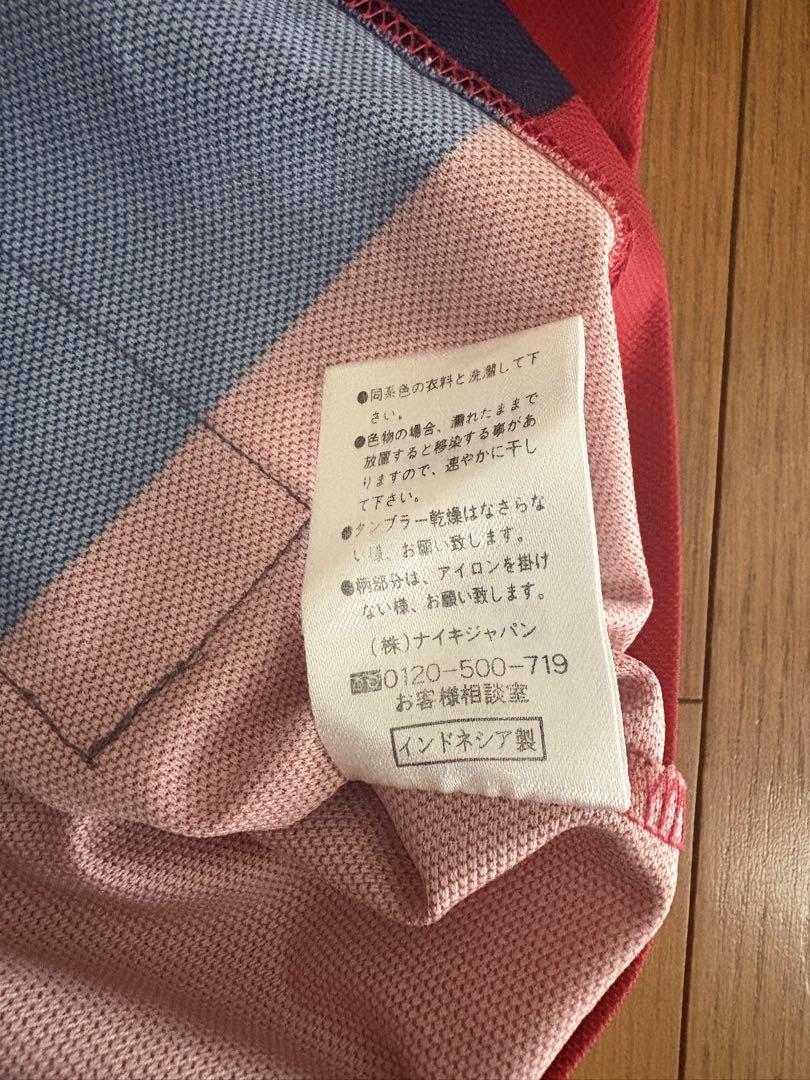 ●同系色の衣料と洗濯して下
さい。
●色物の場合、濡れたままで
放置すると移染する事があ
りますので、速やかに干し
て下さい。
●タンブラー乾燥はなさらな
い様、お願い致します。
●柄部分は、アイロンを掛け
ない様、お願い致します。
(株)ナイキジャパン
0120-500-719
お客様相談室
インドネシア製